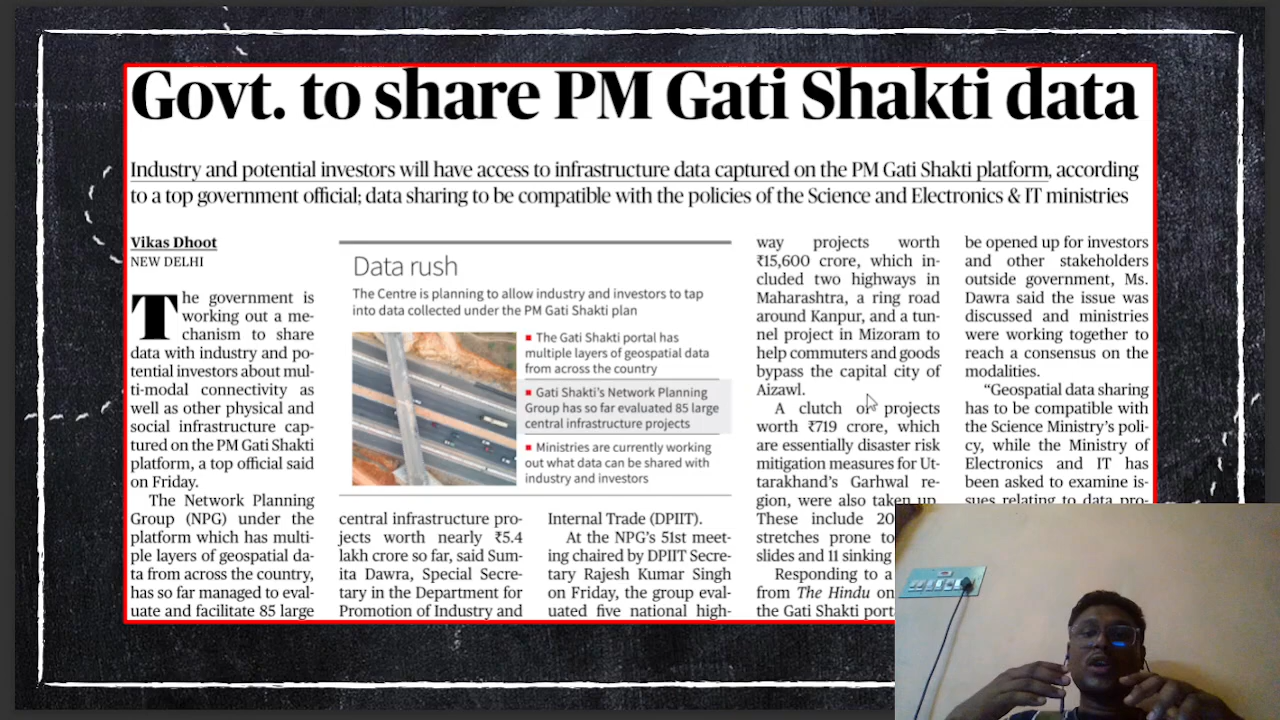 Govt. to share PM Gati Shakti data
Industry and potential investors will have access to infrastructure data captured on the PM Gati Shakti platform, according
to a top government official; data sharing to be compatible with the policies of the Science and Electronics & IT ministries
Vikas Dhoot
NEW DELHI
The government is
working out a me-
chanism to share
data with industry and po-
tential investors about mul-
ti-modal connectivity as
well as other physical and
social infrastructure cap-
tured on the PM Gati Shakti
platform, a top official said
on Friday.
The Network Planning
Group (NPG) under the
platform which has multi-
ple layers of geospatial da-
ta from across the country,
has so far managed to eval-
uate and facilitate 85 large
Data rush
The Centre is planning to allow industry and investors to tap
into data collected under the PM Gati Shakti plan
The Gati Shakti portal has
multiple layers of geospatial data
from across the country
Gati Shakti's Network Planning
Group has so far evaluated 85 large
central infrastructure projects
Ministries are currently working
out what data can be shared with
industry and investors
central infrastructure pro-
jects worth nearly ₹5.4
lakh crore so far, said Sum-
ita Dawra, Special Secre-
tary in the Department for
Promotion of Industry and
Internal Trade (DPIIT).
At the NPG's 51st meet-
ing chaired by DPIIT Secre-
tary Rajesh Kumar Singh
on Friday, the group eval-
uated five national high-
way projects worth
₹15,600 crore, which in-
cluded two highways in
Maharashtra, a ring road
around Kanpur, and a tun-
nel project in Mizoram to
help commuters and goods
bypass the capital city of
Aizawl.
A clutch of projects
worth ₹719 crore, which
are essentially disaster risk
mitigation measures for Ut-
tarakhand's Garhwal re-
gion, were also taken up.
These include 20
stretches prone to
slides and 11 sinking
Responding to a
from The Hindu on
the Gati Shakti
be opened up for investors
and other stakeholders
outside government, Ms.
Dawra said the issue was
discussed and ministries
were working together to
reach a consensus on the
modalities.
"Geospatial data sharing
has to be compatible with
the Science Ministry's poli-
cy, while the Ministry of
Electronics and IT has
been asked to examine is-
sues relating to data pro-